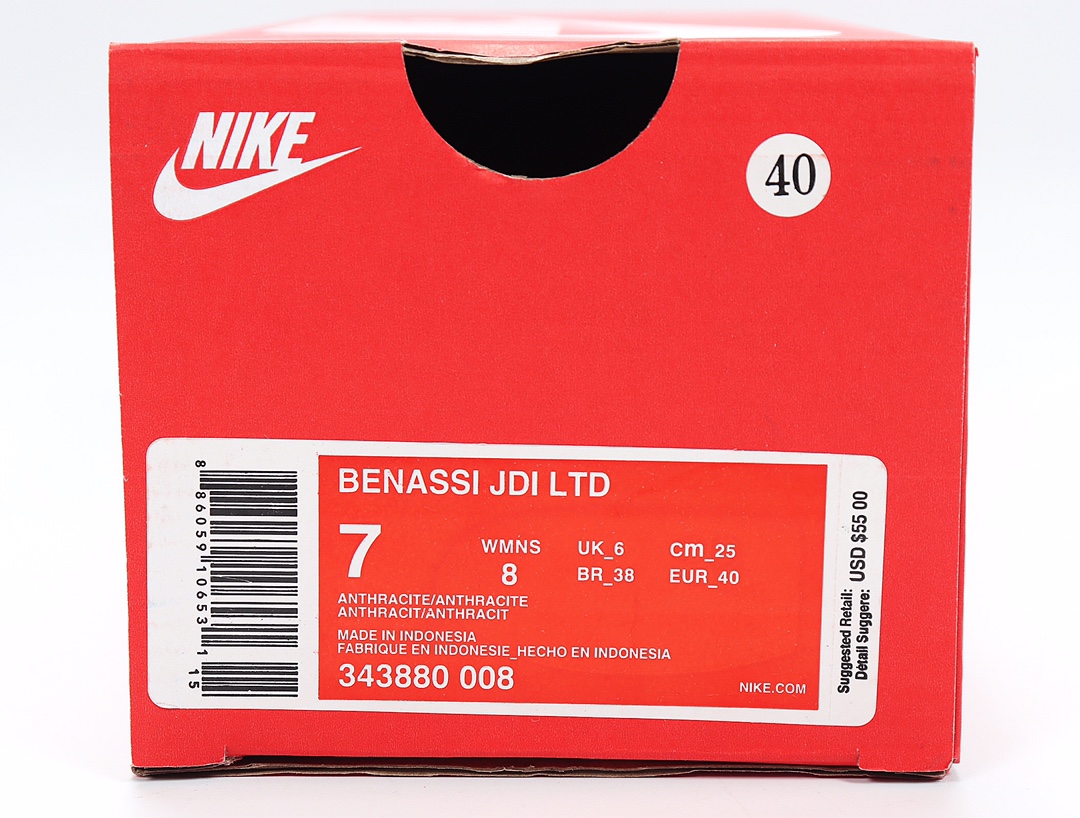 NIKE
40
BENASSI JDI LTD
7
WMNS
8
UK_6
BR_38
cm_25
EUR_40
ANTHRACITE/ANTHRACITE
ANTHRACIT/ANTHRACIT
MADE IN INDONESIA
FABRIQUE EN INDONESIE_HECHO EN INDONESIA
343880 008
NIKE.COM
8 86059 10653 1
15
Suggested Retail:
Détail Suggere: USD $55 00